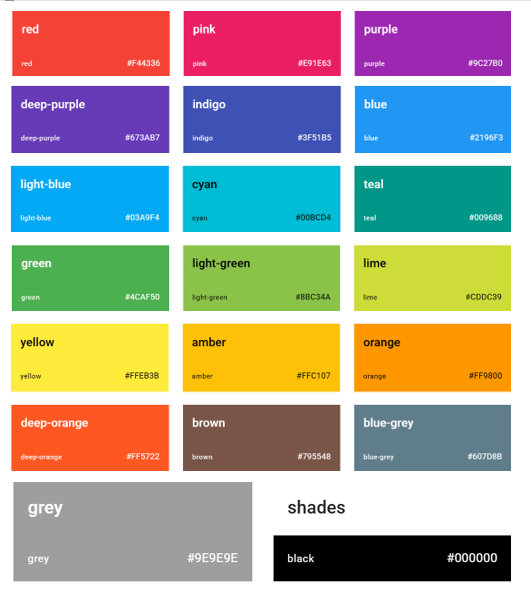 red
red #F44336
pink
pink #E91E63
purple
purple #9C27B0
deep-purple
deep-purple #673AB7
indigo
indigo #3F51B5
blue
blue #2196F3
light-blue
light-blue #03A9F4
cyan
cyan #00BCD4
teal
teal #009688
green
green #4CAF50
light-green
light-green #8BC34A
lime
lime #CDDC39
yellow
yellow #FFEB3B
amber
amber #FFC107
orange
orange #FF9800
deep-orange
deep-orange #FF5722
brown
brown #795548
blue-grey
blue-grey #607D8B
grey
grey #9E9E9E
shades
black #000000